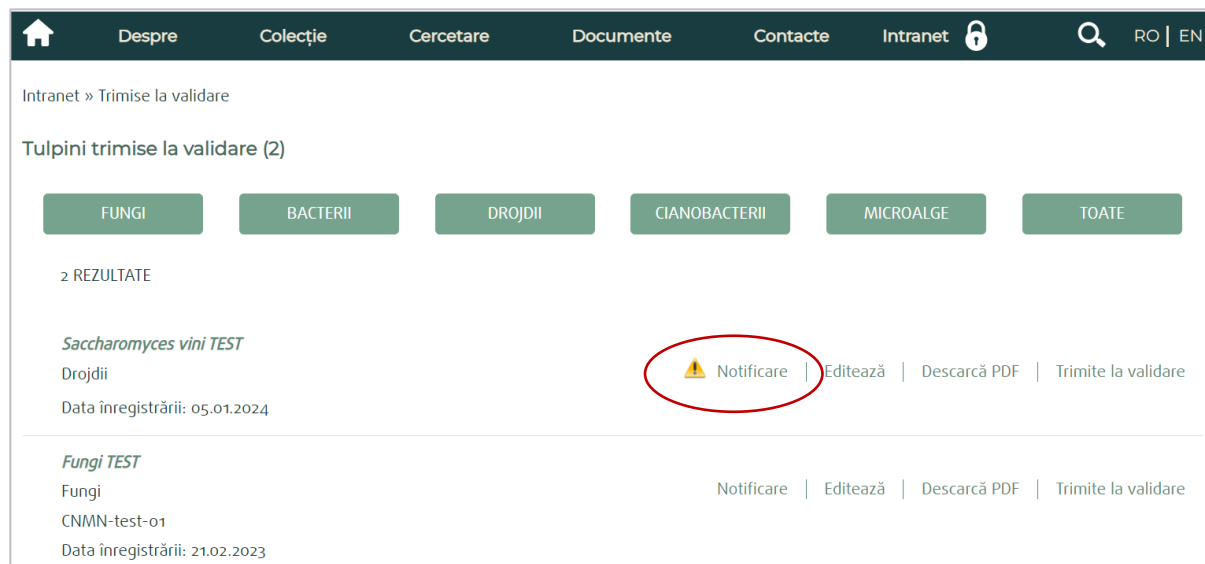 Despre Colecție Cercetare Documente Contacte Intranet RO | EN
Intranet » Trimise la validare
Tulpini trimise la validare (2)
FUNGI BACTERII DROJDII CIANOBACTERII MICROALGE TOATE
2 REZULTATE
Saccharomyces vini TEST
Drojdii
Notificare | Editează | Descarcă PDF | Trimite la validare
Data înregistrării: 05.01.2024
Fungi TEST
Fungi
Notificare | Editează | Descarcă PDF | Trimite la validare
CNMN-test-01
Data înregistrării: 21.02.2023